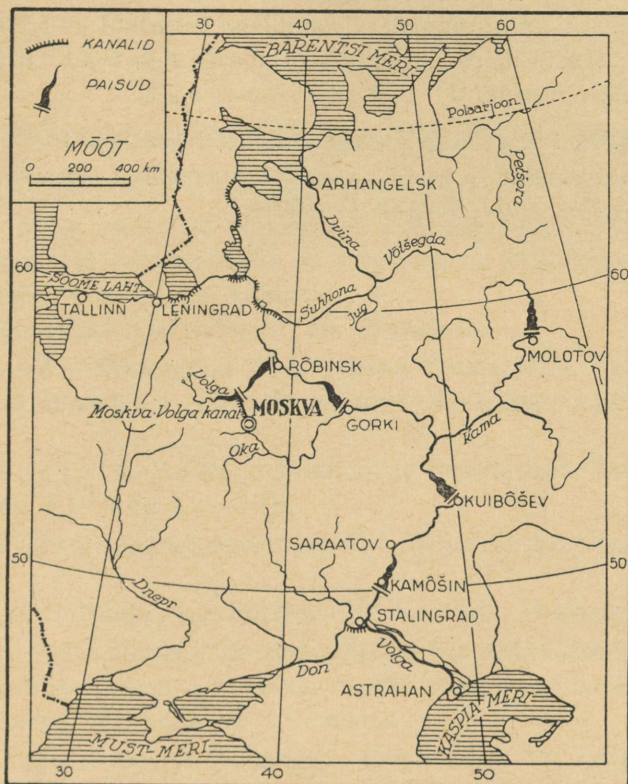 30
40
50
60
KANALID
PAISUD
MÕÕT
0 200 400 km
BARENTSI MERI
Polaarjoon
Petšora
ARHANGELSK
Dvina
Võtšegda
60
60
SOOME LAHT
TALLINN
LENINGRAD
Suhhona
Jug
MOLOTOV
RÕBINSK
Volga
Moskva-Volga kanal
MOSKVA
GORKI
Kama
Oka
KUIBÕŠEV
SARAATOV
50
50
KAMÕŠIN
Dnepr
STALINGRAD
Volga
Don
ASTRAHAN
KASPIA MERI
MUST-MERI
30
40
50